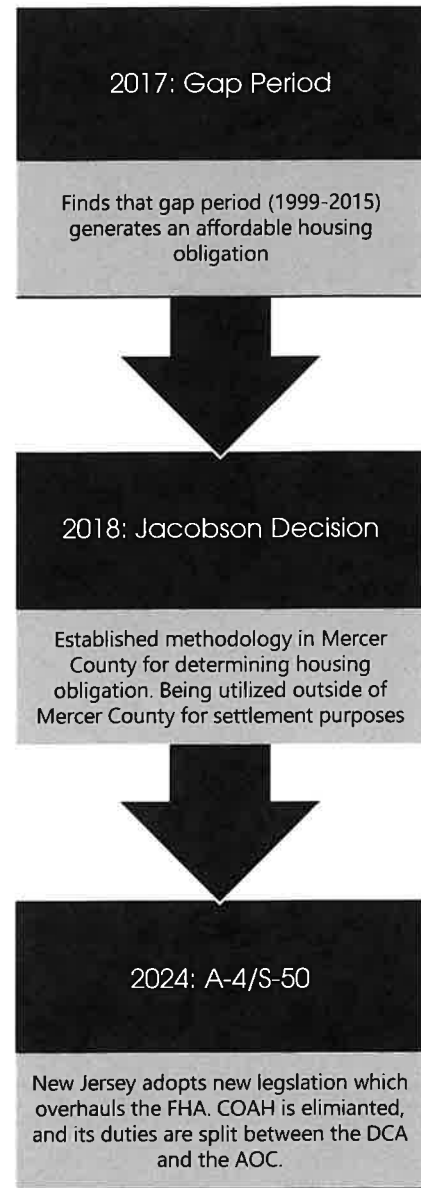 2017: Gap Period
Finds that gap period (1999-2015)
generates an affordable housing
obligation
2018: Jacobson Decision
Established methodology in Mercer
County for determining housing
obligation. Being utilized outside of
Mercer County for settlement purposes
2024: A-4/S-50
New Jersey adopts new legslation which
overhauls the FHA. COAH is elimianted,
and its duties are split between the DCA
and the AOC.